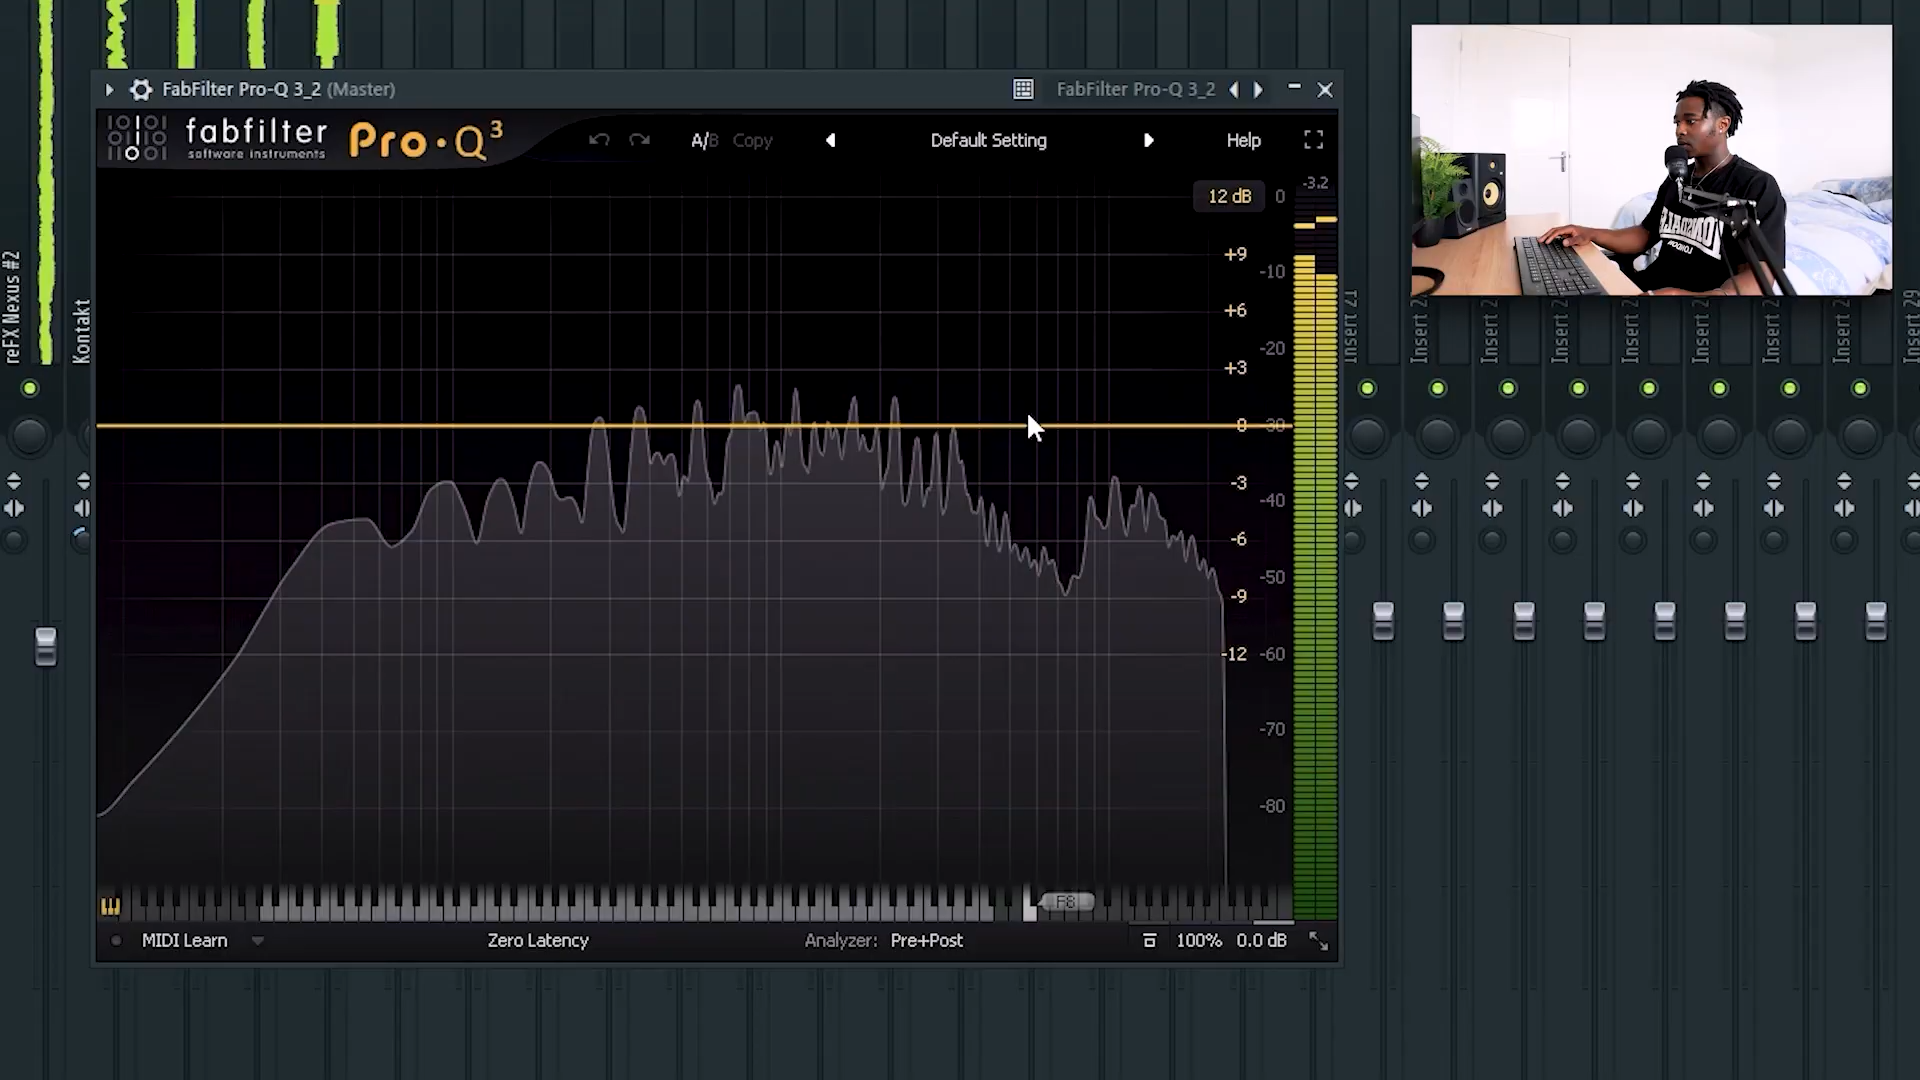 FabFilter Pro-Q 3_2 (Master)
FabFilter Pro-Q 3_2
fabfilter
software instruments
Pro·Q³
A/B Copy
Default Setting
Help
12 dB
0
-3.2
+9
-10
+6
-20
+3
0
-30
-3
-40
-6
-50
-9
-12
-60
-70
-80
F8
MIDI Learn
Zero Latency
Analyzer: Pre+Post
100%
0.0 dB
reFX Nexus #2
Kontakt
Insert 17
Insert 2
Insert 2
Insert 2
Insert 2
Insert 2
Insert 2
Insert 2
Insert 29
LONDON